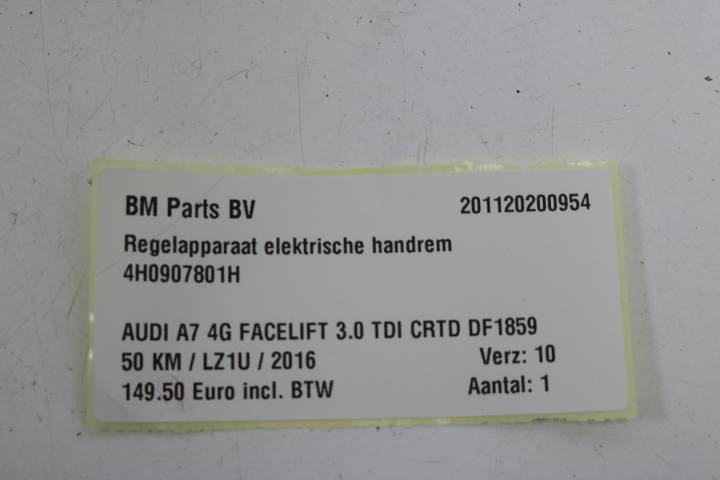 BM Parts BV 201120200954
Regelapparaat elektrische handrem
4H0907801H
AUDI A7 4G FACELIFT 3.0 TDI CRTD DF1859
50 KM / LZ1U / 2016 Verz: 10
149.50 Euro incl. BTW Aantal: 1